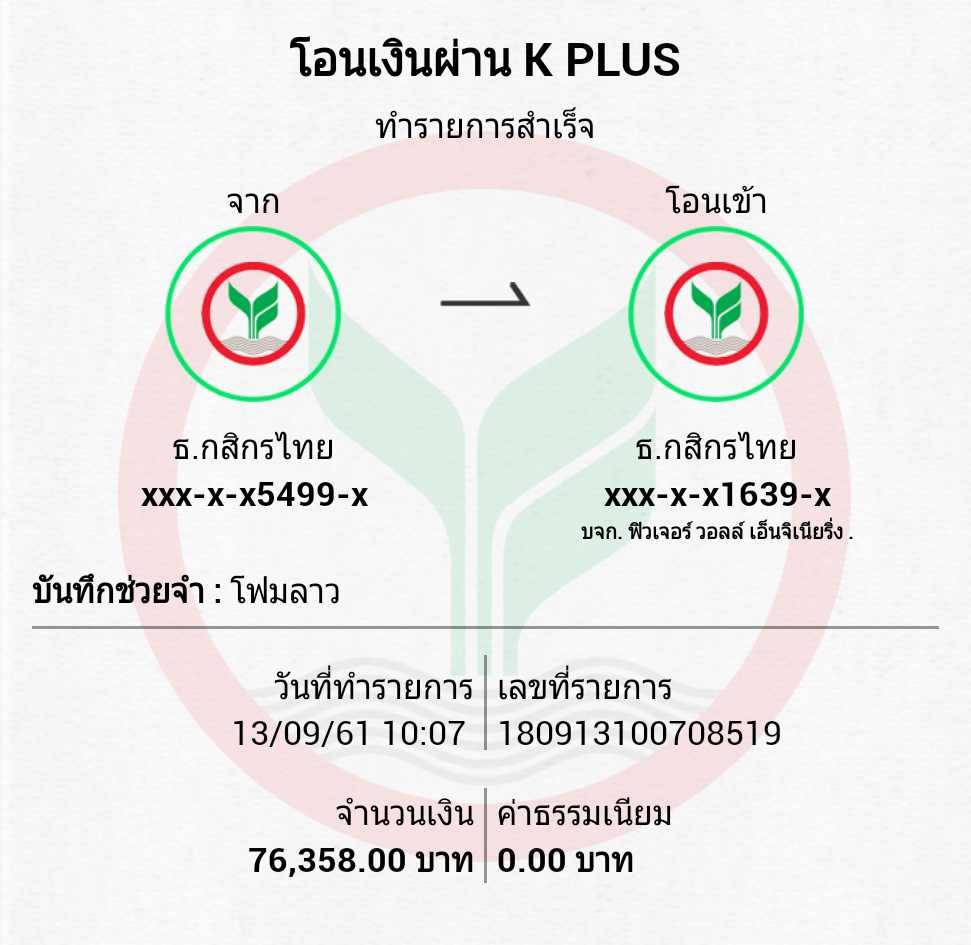 โอนเงินผ่าน K PLUS
ทำรายการสำเร็จ
จาก
โอนเข้า
ธ.กสิกรไทย
xxx-x-x5499-x
ธ.กสิกรไทย
xxx-x-x1639-x
บจก. ฟิวเจอร์ วอลล์ เอ็นจิเนียริ่ง .
บันทึกช่วยจำ : โฟมลาว
วันที่ทำรายการ
13/09/61 10:07
เลขที่รายการ
180913100708519
จำนวนเงิน
76,358.00 บาท
ค่าธรรมเนียม
0.00 บาท